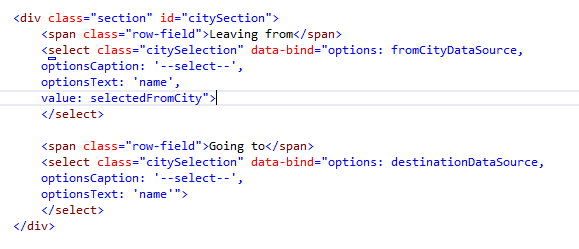 <div class="section" id="citySection">
<span class="row-field">Leaving from</span>
<select class="citySelection" data-bind="options: fromCityDataSource,
optionsCaption: '--select--',
optionsText: 'name',
value: selectedFromCity">
</select>
<span class="row-field">Going to</span>
<select class="citySelection" data-bind="options: destinationDataSource,
optionsCaption: '--select--',
optionsText: 'name'">
</select>
</div>